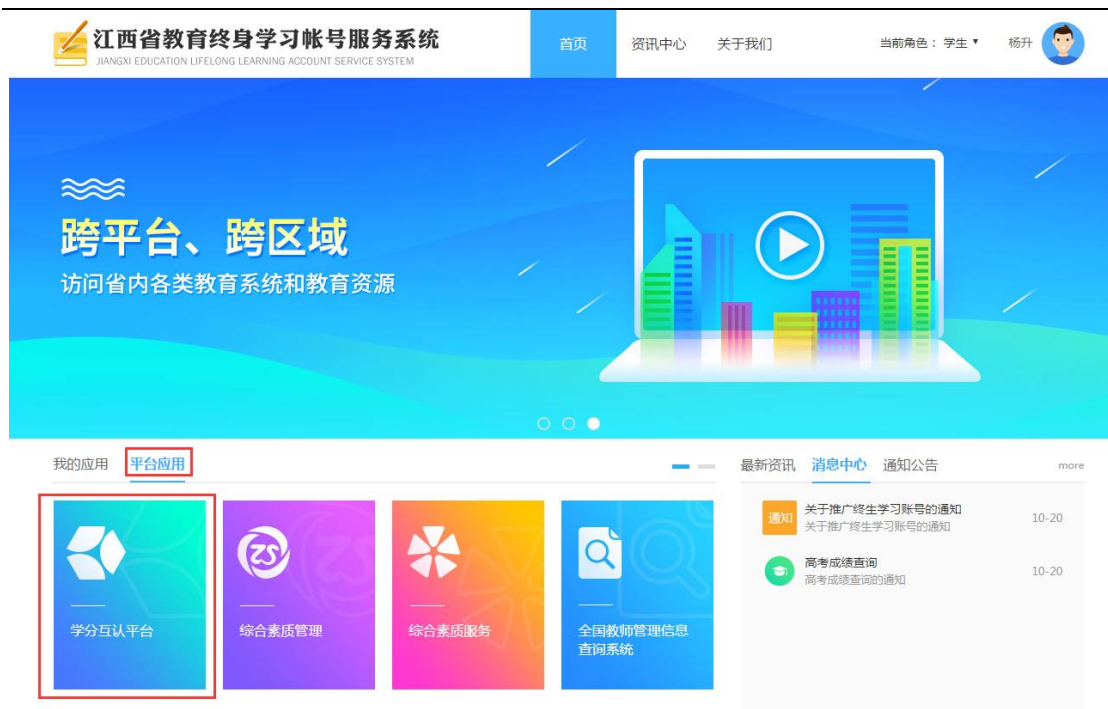 江西省教育终身学习帐号服务系统
JIANGXI EDUCATION LIFELONG LEARNING ACCOUNT SERVICE SYSTEM
首页
资讯中心
关于我们
当前角色： 学生
杨升
跨平台、跨区域
访问省内各类教育系统和教育资源
我的应用
平台应用
最新资讯
消息中心
通知公告
more
学分互认平台
ZS
综合素质管理
综合素质服务
全国教师管理信息
查询系统
通知
关于推广终生学习账号的通知
关于推广终生学习账号的通知
10-20
高考成绩查询
高考成绩查询的通知
10-20